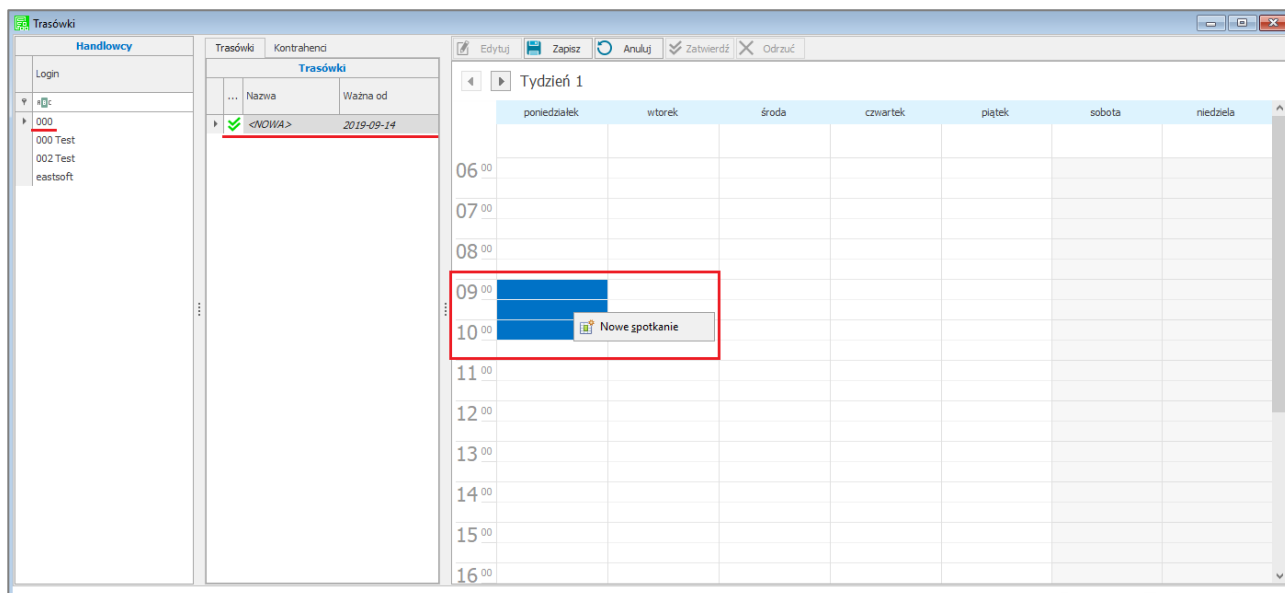 Trasówki
Handlowcy
Login
000
000 Test
002 Test
eastsoft
Trasówki Kontrahenci
Trasówki
... Nazwa Ważna od
<NOWA> 2019-09-14
Edytuj Zapisz Anuluj Zatwierdź Odrzuć
Tydzień 1
poniedziałek wtorek środa czwartek piątek sobota niedziela
06 00
07 00
08 00
09 00
Nowe spotkanie
10 00
11 00
12 00
13 00
14 00
15 00
16 00